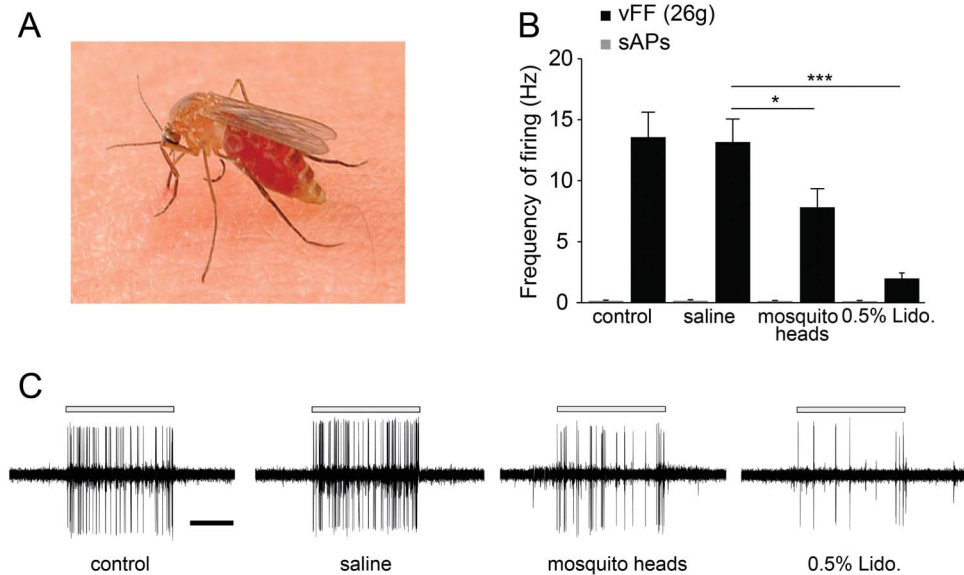 A
B
vFF (26g)
sAPs
Frequency of firing (Hz)
20
15
10
5
0
***
*
control
saline
mosquito
heads
0.5% Lido.
C
control
saline
mosquito heads
0.5% Lido.